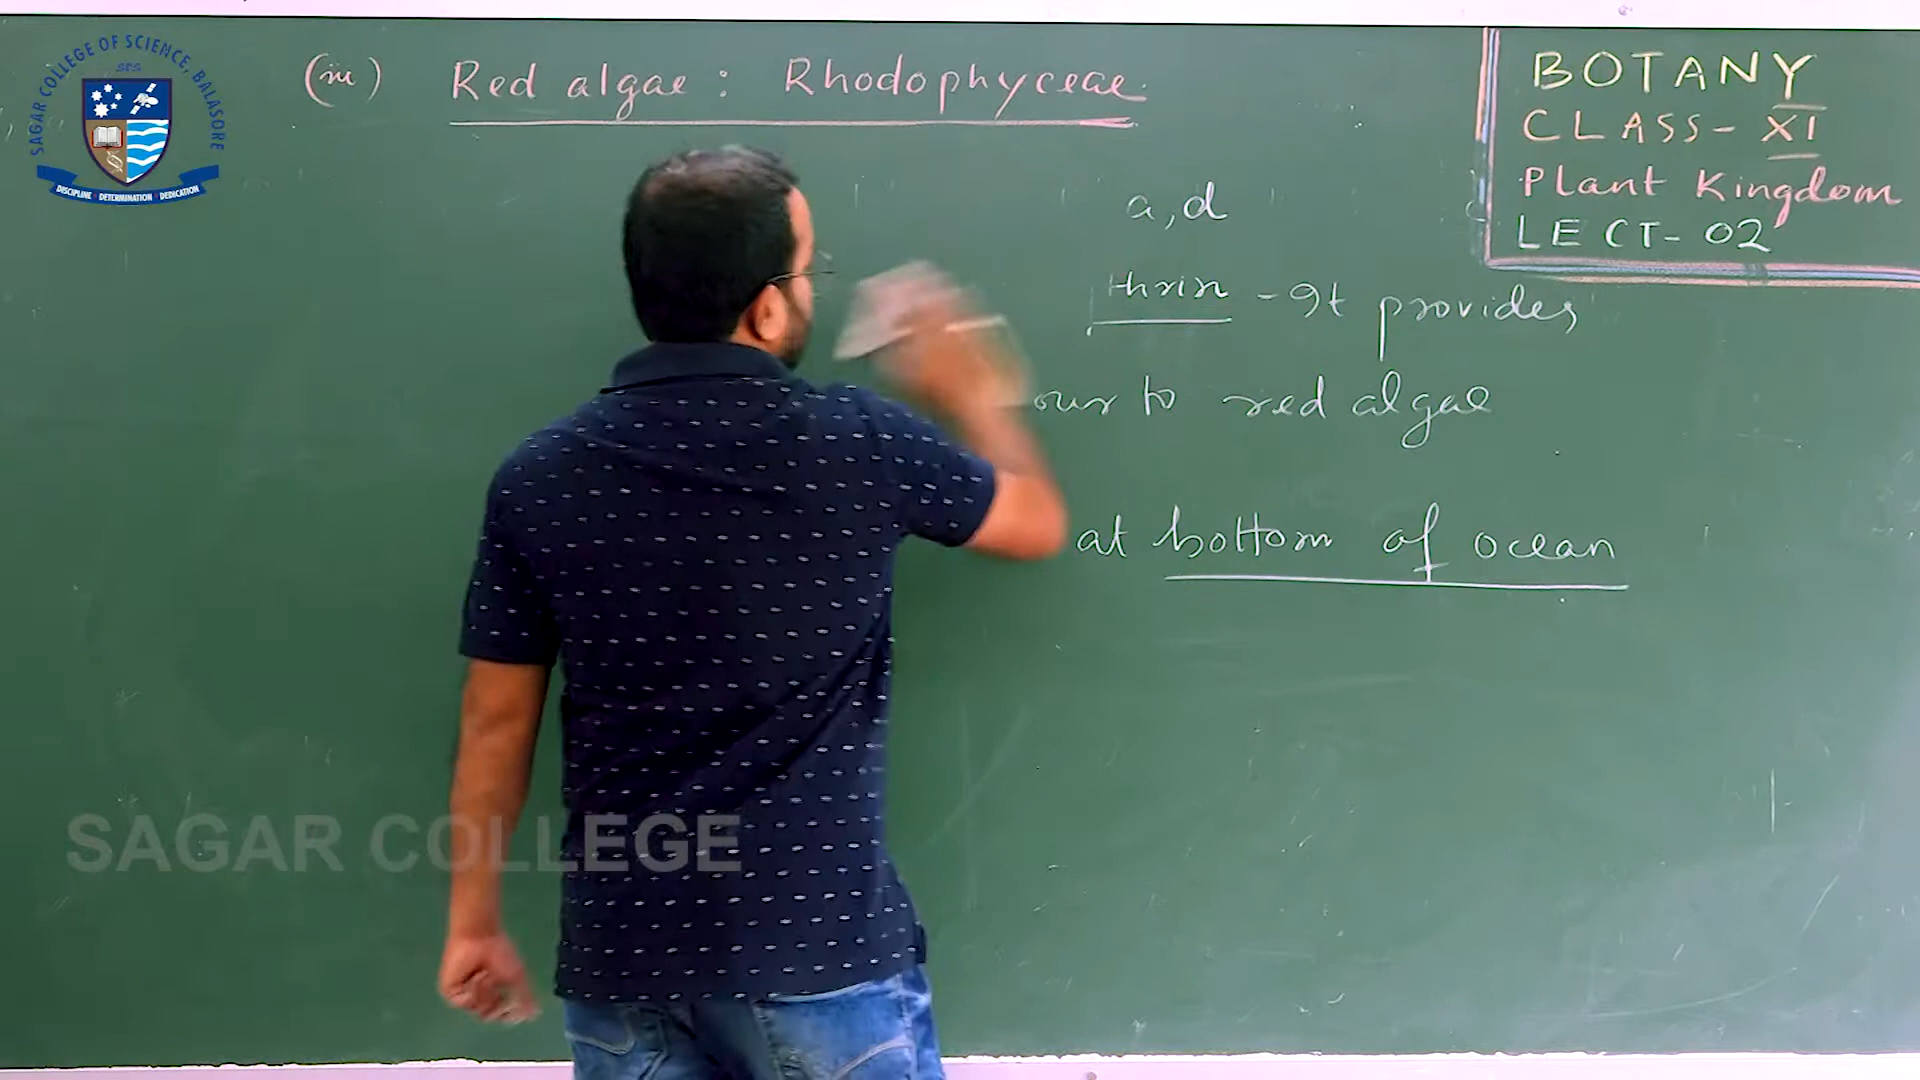 SAGAR COLLEGE OF SCIENCE, BALASORE
SPS
DISCIPLINE - DETERMINATION - DEDICATION
(iii) Red algae : Rhodophyceae.
BOTANY
CLASS - XI
Plant Kingdom
LECT - 02
a, d
thrin - It provides
our to red algae
at bottom of ocean
SAGAR COLLEGE